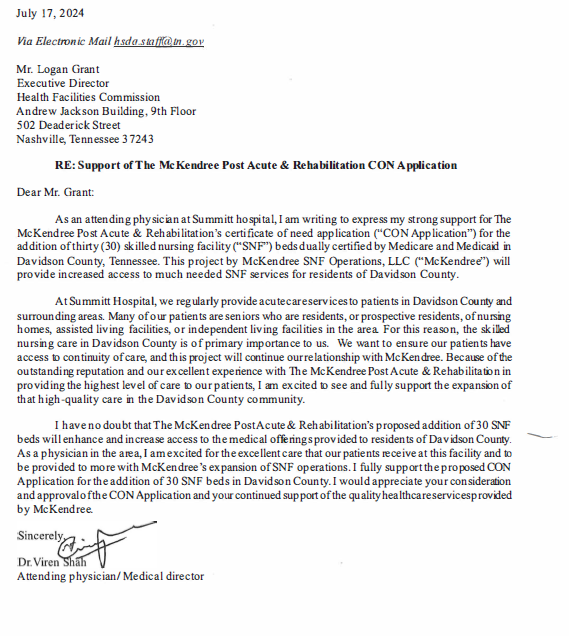 July 17, 2024
Via Electronic Mail hsda.staff@tn.gov
Mr. Logan Grant
Executive Director
Health Facilities Commission
Andrew Jackson Building, 9th Floor
502 Deaderick Street
Nashville, Tennessee 37243
RE: Support of The McKendree Post Acute & Rehabilitation CON Application
Dear Mr. Grant:
As an attending physician at Summitt hospital, I am writing to express my strong support for The
McKendree Post Acute & Rehabilitation's certificate of need application ("CON Application") for the
addition of thirty (30) skilled nursing facility ("SNF") beds dually certified by Medicare and Medicaid in
Davidson County, Tennessee. This project by McKendree SNF Operations, LLC ("McKendree") will
provide increased access to much needed SNF services for residents of Davidson County.
At Summitt Hospital, we regularly provide acute care services to patients in Davidson County and
surrounding areas. Many of our patients are seniors who are residents, or prospective residents, of nursing
homes, assisted living facilities, or independent living facilities in the area. For this reason, the skilled
nursing care in Davidson County is of primary importance to us. We want to ensure our patients have
access to continuity of care, and this project will continue our relationship with McKendree. Because of the
outstanding reputation and our excellent experience with The McKendree Post Acute & Rehabilitation in
providing the highest level of care to our patients, I am excited to see and fully support the expansion of
that high-quality care in the Davidson County community.
I have no doubt that The McKendree Post Acute & Rehabilitation's proposed addition of 30 SNF
beds will enhance and increase access to the medical offerings provided to residents of Davidson County.
As a physician in the area, I am excited for the excellent care that our patients receive at this facility and to
be provided to more with McKendree's expansion of SNF operations. I fully support the proposed CON
Application for the addition of 30 SNF beds in Davidson County. I would appreciate your consideration
and approval of the CON Application and your continued support of the quality healthcare services provided
by McKendree.
Sincerely,
Dr. Viren Shah
Attending physician/ Medical director